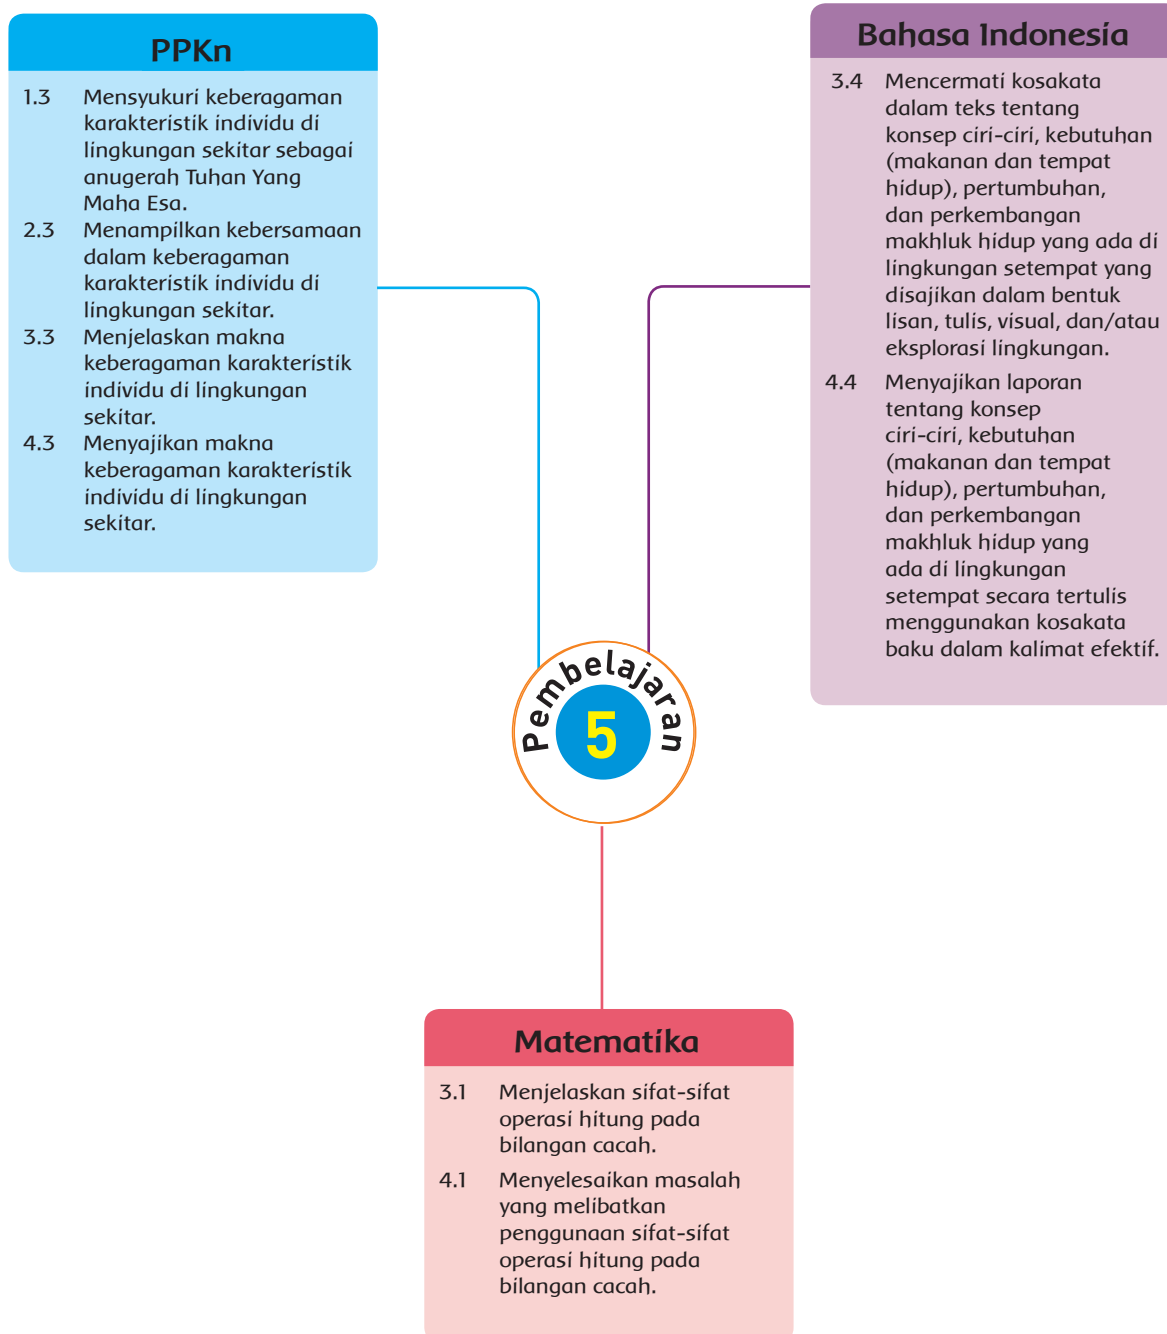 PPKn
1.3 Mensyukuri keberagaman
karakteristik individu di
lingkungan sekitar sebagai
anugerah Tuhan Yang
Maha Esa.
2.3 Menampilkan kebersamaan
dalam keberagaman
karakteristik individu di
lingkungan sekitar.
3.3 Menjelaskan makna
keberagaman karakteristik
individu di lingkungan
sekitar.
4.3 Menyajikan makna
keberagaman karakteristik
individu di lingkungan
sekitar.
Bahasa Indonesia
3.4 Mencermati kosakata
dalam teks tentang
konsep ciri-ciri, kebutuhan
(makanan dan tempat
hidup), pertumbuhan,
dan perkembangan
makhluk hidup yang ada di
lingkungan setempat yang
disajikan dalam bentuk
lisan, tulis, visual, dan/atau
eksplorasi lingkungan.
4.4 Menyajikan laporan
tentang konsep
ciri-ciri, kebutuhan
(makanan dan tempat
hidup), pertumbuhan,
dan perkembangan
makhluk hidup yang
ada di lingkungan
setempat secara tertulis
menggunakan kosakata
baku dalam kalimat efektif.
Pembelajaran
5
Matematika
3.1 Menjelaskan sifat-sifat
operasi hitung pada
bilangan cacah.
4.1 Menyelesaikan masalah
yang melibatkan
penggunaan sifat-sifat
operasi hitung pada
bilangan cacah.